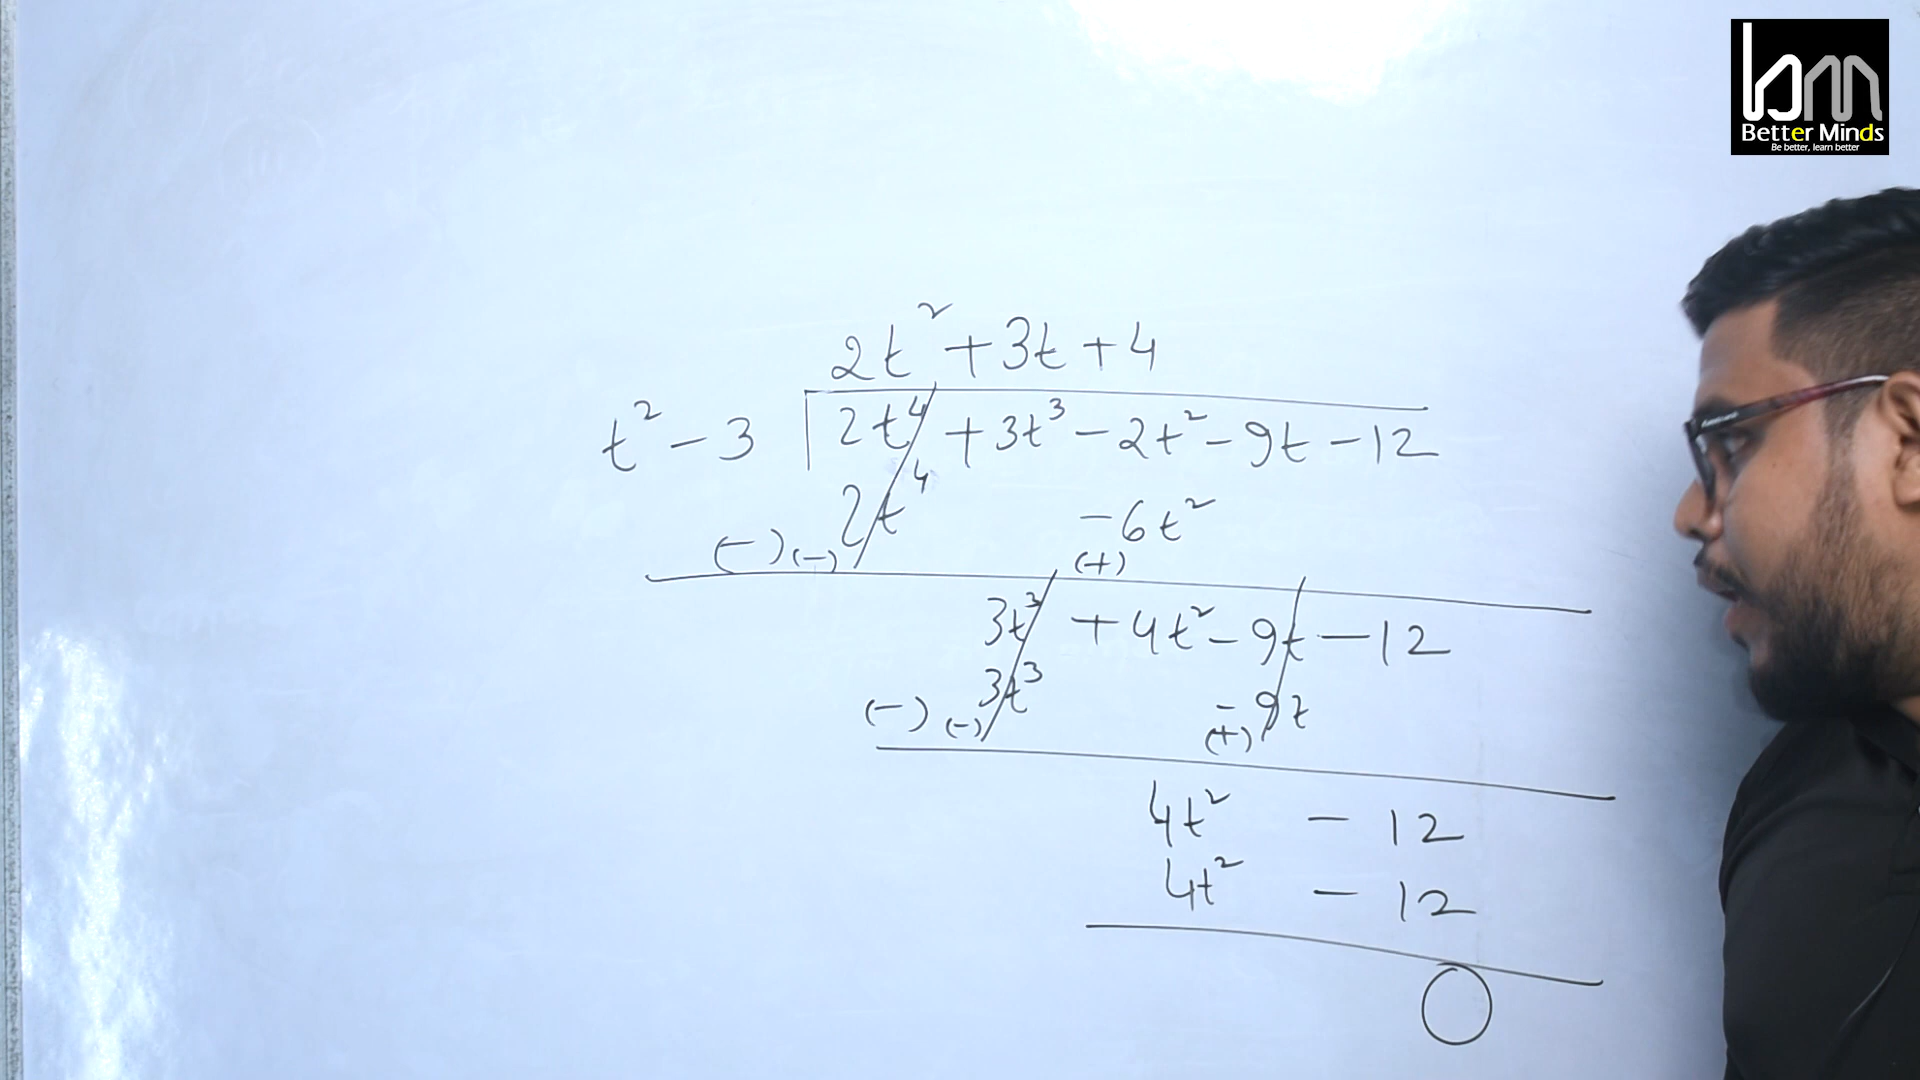 bm
Better Minds
Be better, learn better
2t² + 3t + 4
t² - 3 2t⁴ + 3t³ - 2t² - 9t - 12
2t⁴ - 6t²
(-) (-) (+)
3t³ + 4t² - 9t - 12
3t³ - 9t
(-) (-) (+)
4t² - 12
4t² - 12
0